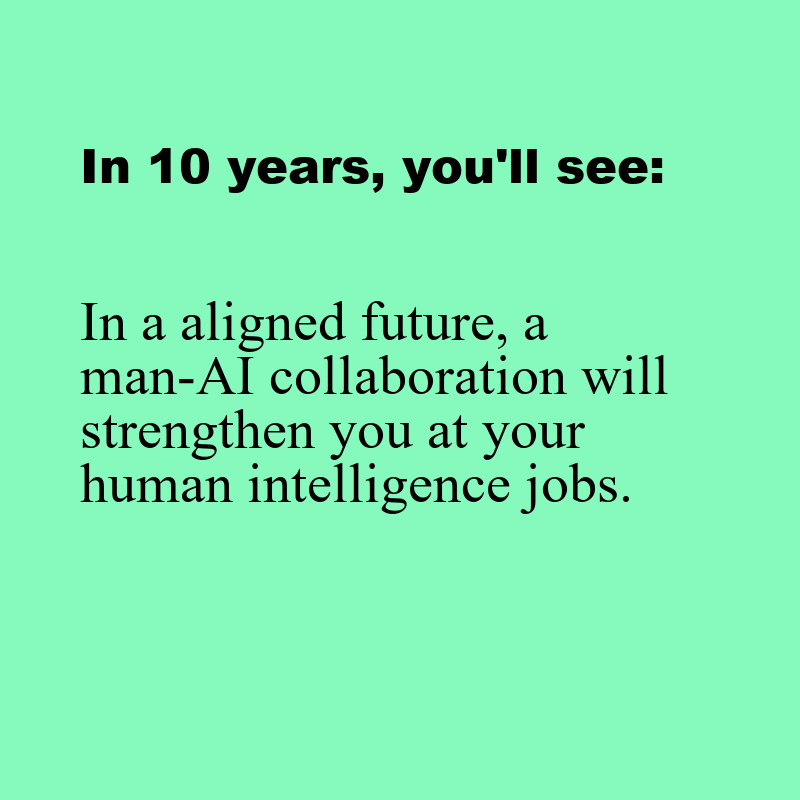 In 10 years, you'll see:
In a aligned future, a
man-AI collaboration will
strengthen you at your
human intelligence jobs.